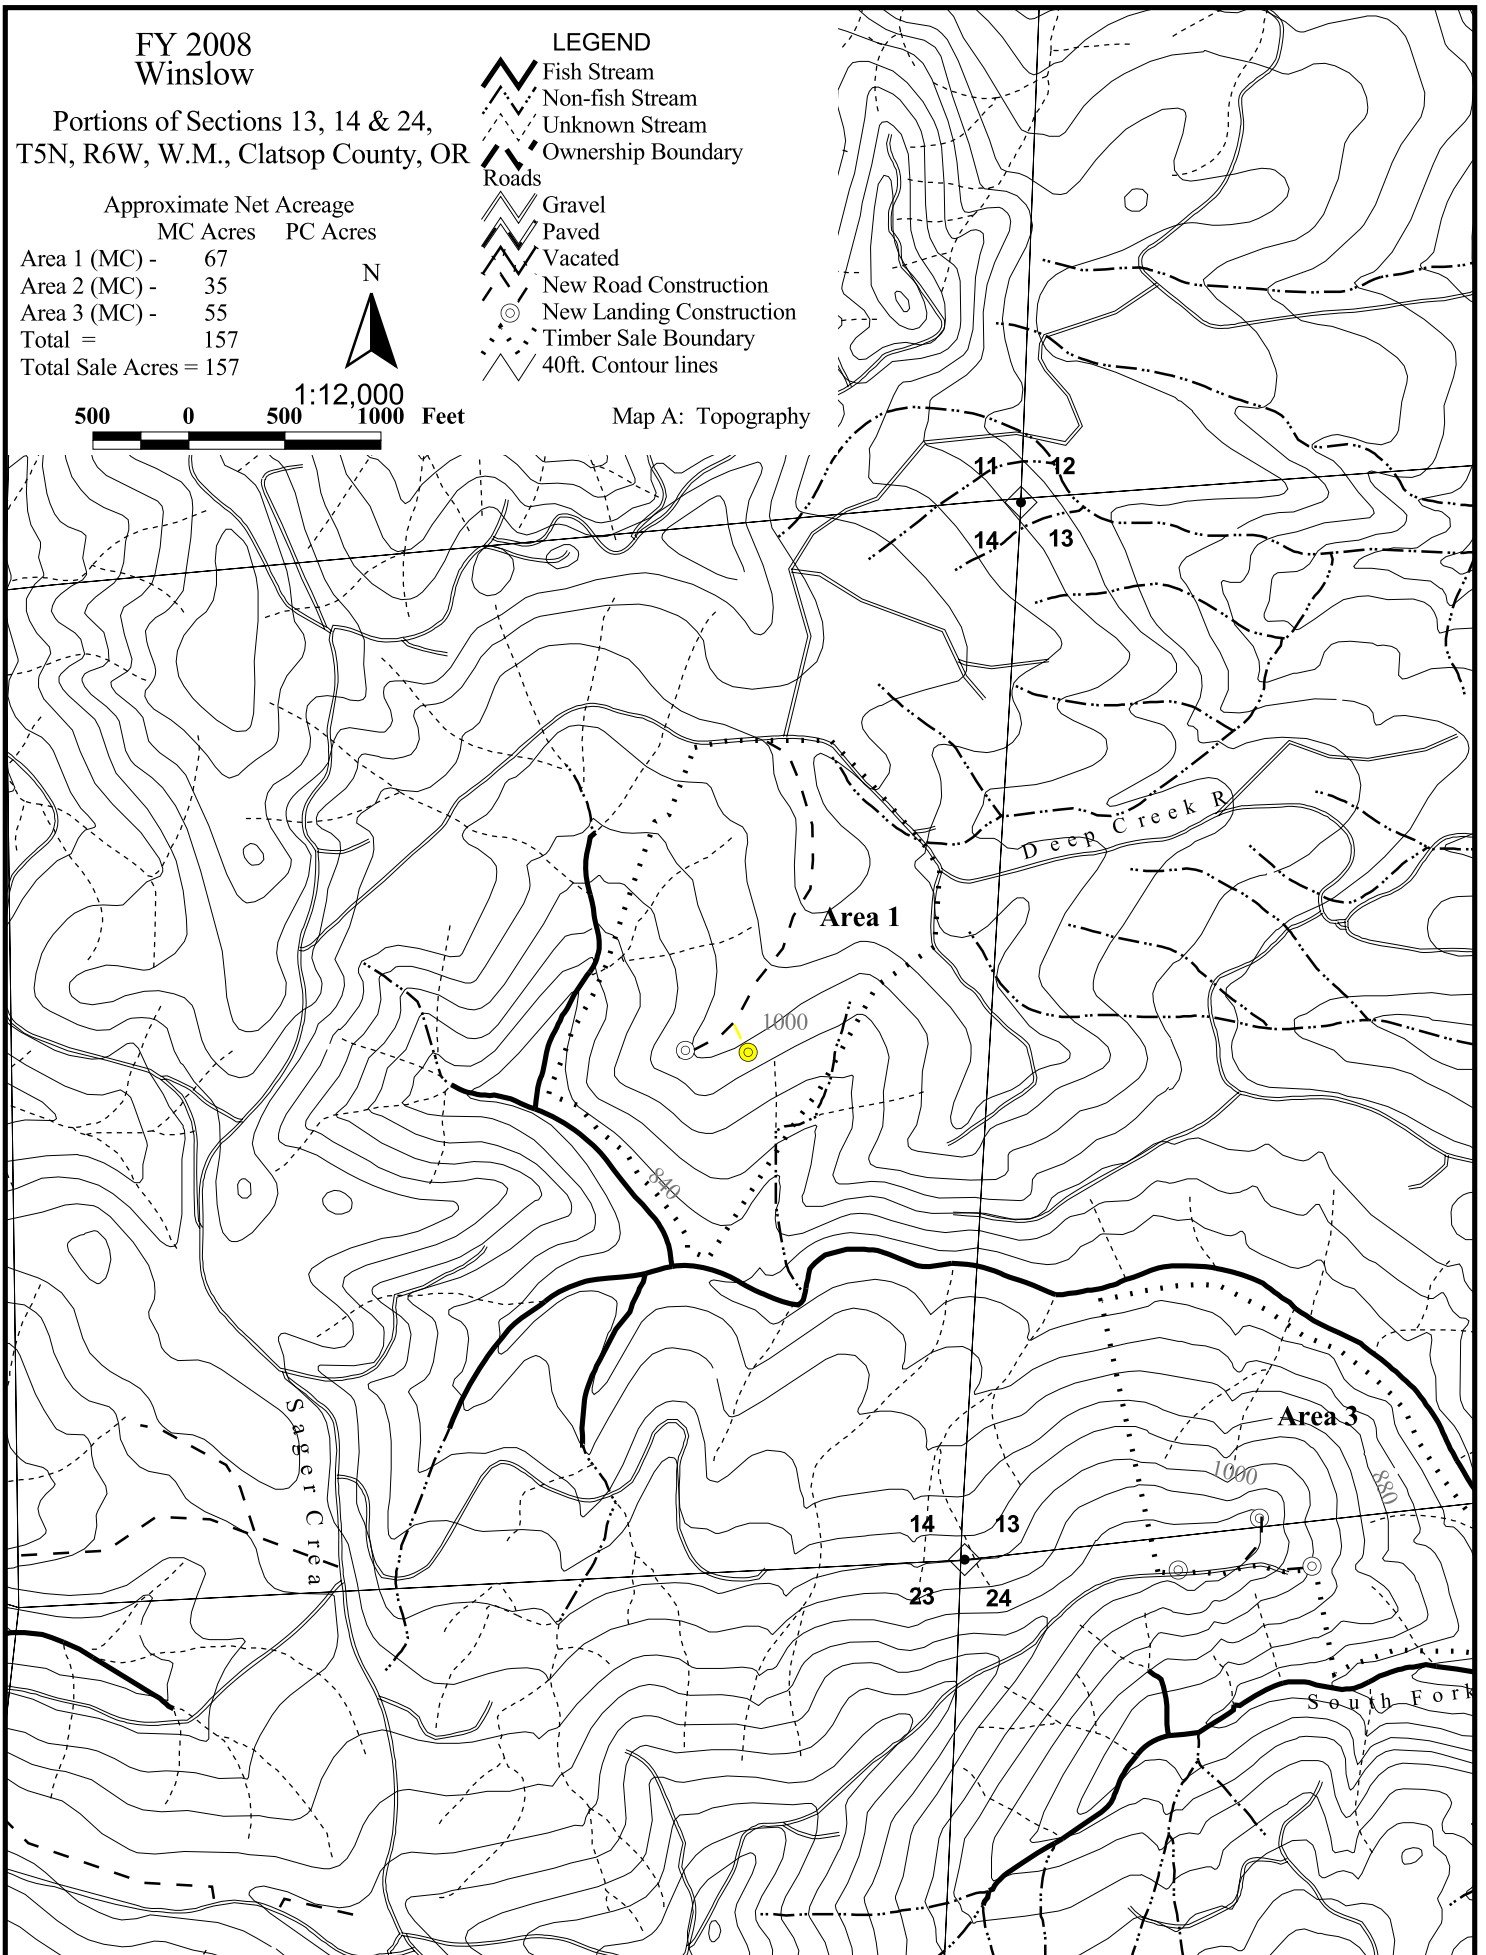 FY 2008
Winslow
Portions of Sections 13, 14 & 24,
T5N, R6W, W.M., Clatsop County, OR
Approximate Net Acreage
MC Acres PC Acres
Area 1 (MC) - 67
Area 2 (MC) - 35
Area 3 (MC) - 55
Total = 157
Total Sale Acres = 157
N
1:12,000
500 0 500 1000 Feet
LEGEND
Fish Stream
Non-fish Stream
Unknown Stream
Ownership Boundary
Roads
Gravel
Paved
Vacated
New Road Construction
New Landing Construction
Timber Sale Boundary
40ft. Contour lines
Map A: Topography
11 12
14 13
Deep Creek R
Area 1
1000
840
Area 3
1000
880
Sager Crea
14 13
23 24
South Fork